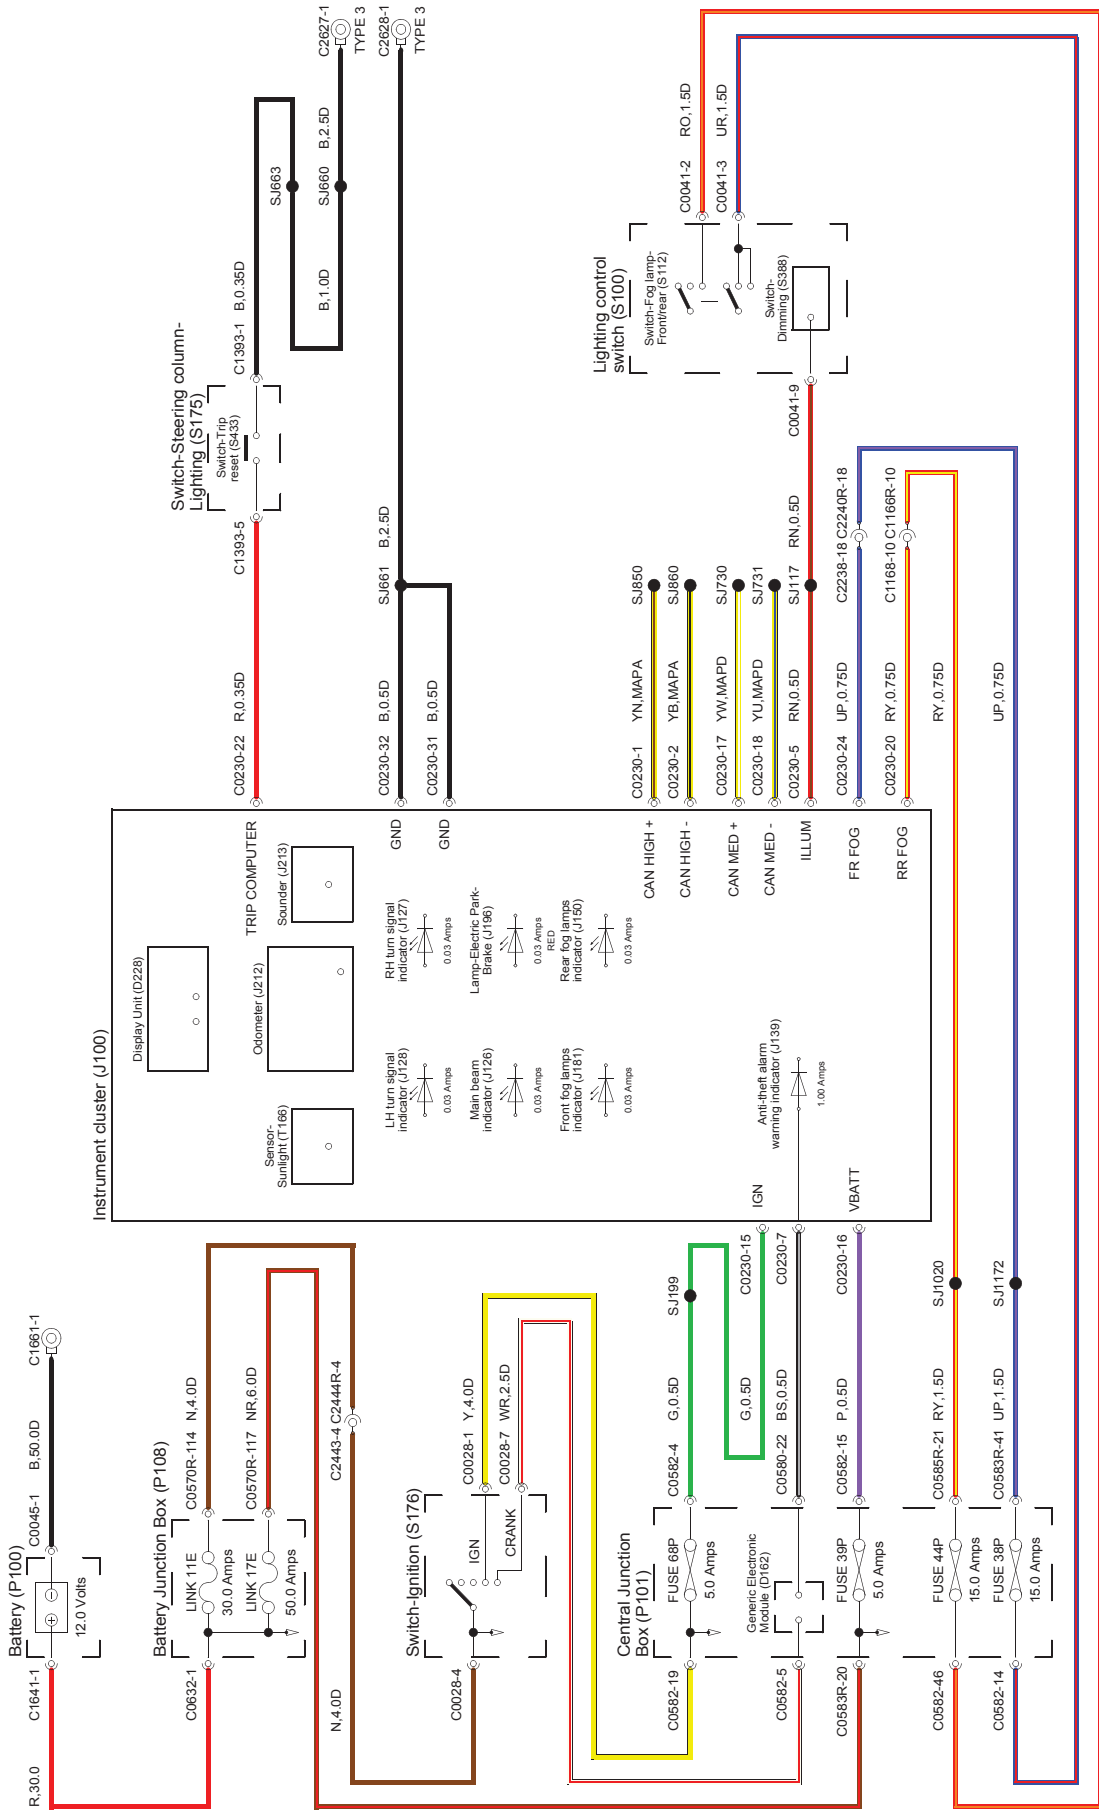 Battery (P100)
12.0 Volts
C1641-1
R,30.0
C0045-1
B,50.0D
C1661-1
Battery Junction Box (P108)
LINK 11E
30.0 Amps
LINK 17E
50.0 Amps
C0632-1
C0570R-114
N,4.0D
C0570R-117
NR,6.0D
N,4.0D
C2443-4
C2444R-4
Switch-Ignition (S176)
IGN
CRANK
C0028-4
C0028-1
Y,4.0D
C0028-7
WR,2.5D
Central Junction
Box (P101)
FUSE 68P
5.0 Amps
Generic Electronic
Module (D162)
FUSE 39P
5.0 Amps
FUSE 44P
15.0 Amps
FUSE 38P
15.0 Amps
C0582-19
C0582-5
C0583R-20
C0582-46
C0582-14
C0582-4
G,0.5D
SJ199
G,0.5D
C0230-15
C0580-22
BS,0.5D
C0230-7
C0582-15
P,0.5D
C0230-16
C0585R-21
RY,1.5D
SJ1020
C0583R-41
UP,1.5D
SJ1172
Instrument cluster (J100)
Display Unit (D228)
Sensor-
Sunlight (T166)
Odometer (J212)
Sounder (J213)
LH turn signal
indicator (J128)
0.03 Amps
RH turn signal
indicator (J127)
0.03 Amps
Main beam
indicator (J126)
0.03 Amps
Lamp-Electric Park-
Brake (J196)
0.03 Amps
RED
Front fog lamps
indicator (J181)
0.03 Amps
Rear fog lamps
indicator (J150)
0.03 Amps
Anti-theft alarm
warning indicator (J139)
1.00 Amps
IGN
VBATT
TRIP COMPUTER
GND
GND
CAN HIGH +
CAN HIGH -
CAN MED +
CAN MED -
ILLUM
FR FOG
RR FOG
C0230-22
R,0.35D
C1393-5
Switch-Steering column-
Lighting (S175)
Switch-Trip
reset (S433)
C1393-1
B,0.35D
SJ663
B,1.0D
SJ660
B,2.5D
C2627-1
TYPE 3
C0230-32
B,0.5D
SJ661
B,2.5D
C2628-1
TYPE 3
C0230-31
B,0.5D
C0230-1
YN,MAPA
SJ850
C0230-2
YB,MAPA
SJ860
C0230-17
YW,MAPD
SJ730
C0230-18
YU,MAPD
SJ731
C0230-5
RN,0.5D
SJ117
RN,0.5D
C0041-9
C0230-24
UP,0.75D
C2238-18
C2240R-18
C0230-20
RY,0.75D
C1168-10
C1166R-10
RY,0.75D
UP,0.75D
Lighting control
switch (S100)
Switch-Fog lamp-
Front/rear (S112)
Switch-
Dimming (S388)
C0041-2
RO,1.5D
C0041-3
UR,1.5D